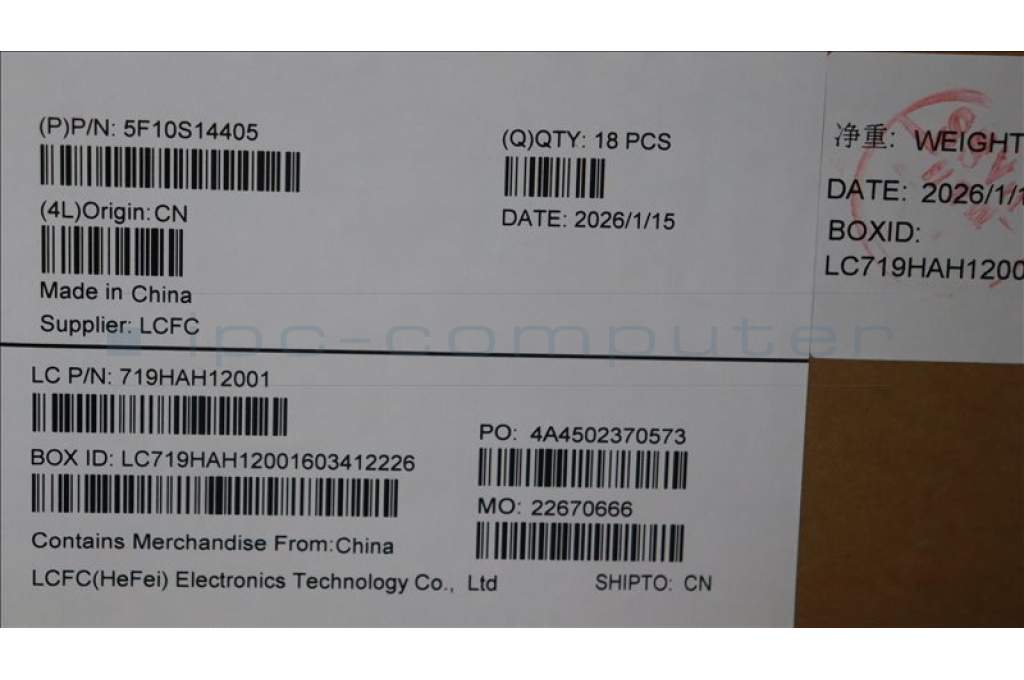 (P)P/N: 5F10S14405
(4L)Origin:CN
Made in China
Supplier: LCFC
(Q)QTY: 18 PCS
DATE: 2026/1/15
净重: WEIGHT
DATE: 2026/1/1
BOXID:
LC719HAH1200
ipc-computer
LC P/N: 719HAH12001
BOX ID: LC719HAH12001603412226
Contains Merchandise From:China
LCFC(HeFei) Electronics Technology Co., Ltd
PO: 4A4502370573
MO: 22670666
SHIPTO: CN